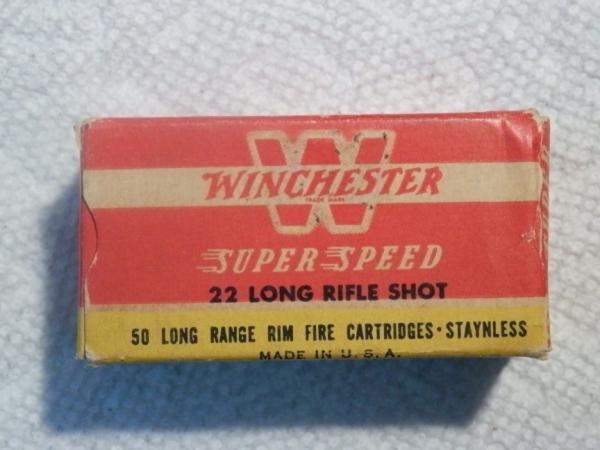 W
WINCHESTER
TRADE MARK
SUPER SPEED
22 LONG RIFLE SHOT
50 LONG RANGE RIM FIRE CARTRIDGES · STAYNLESS
MADE IN U.S.A.